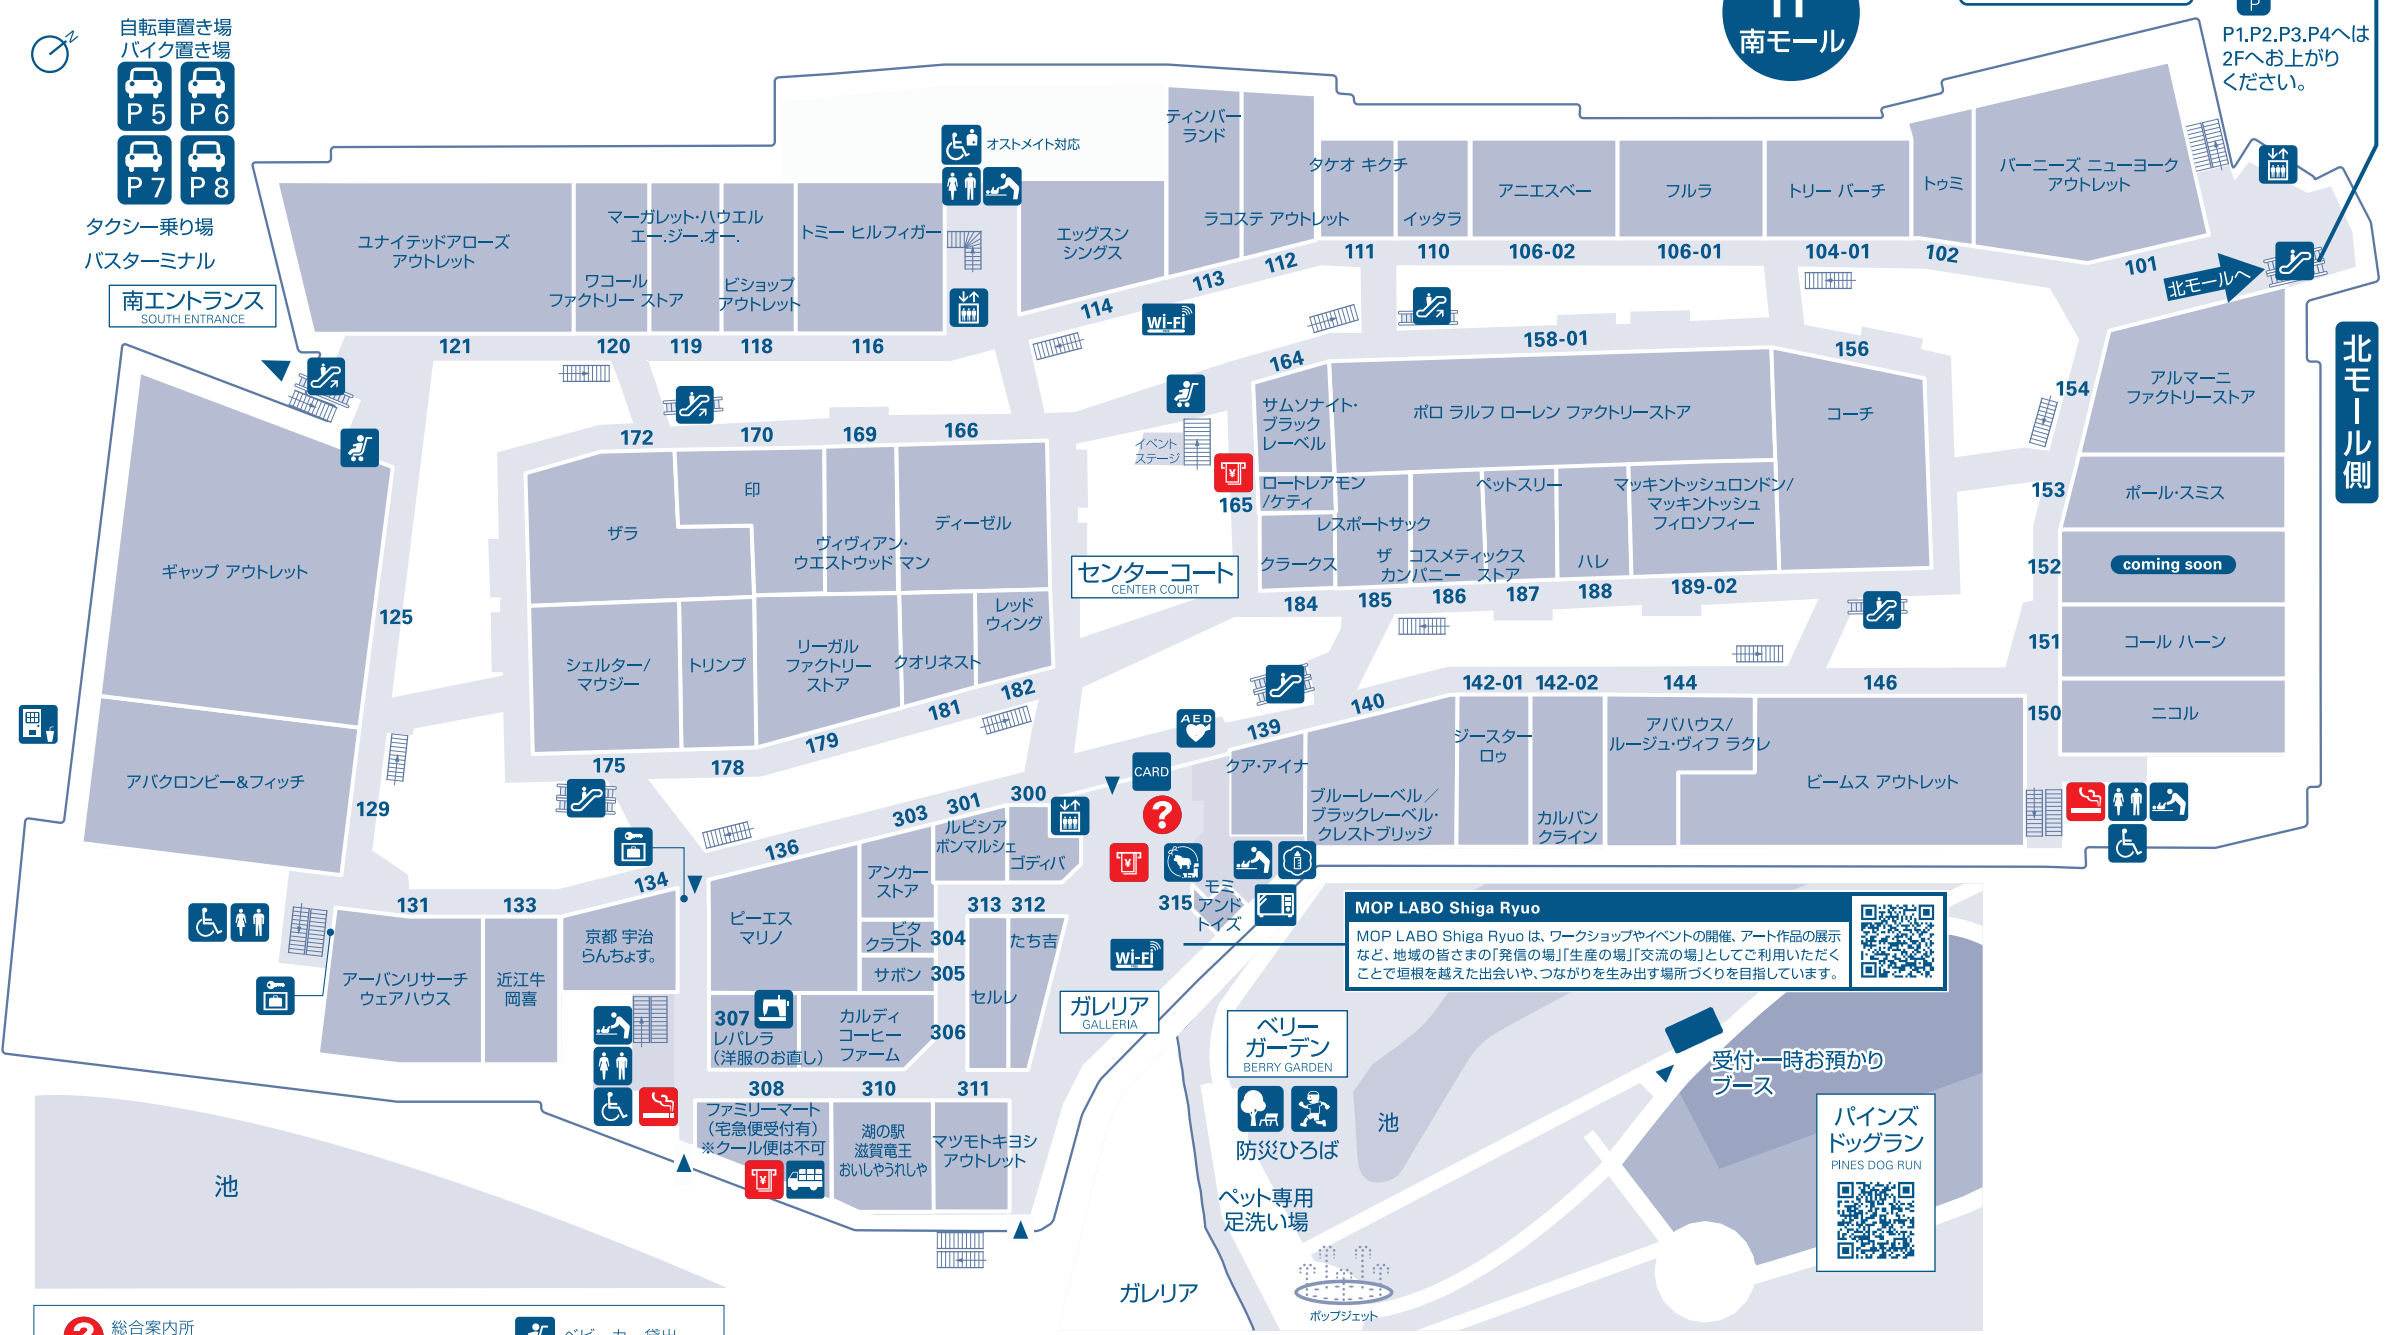 自転車置き場
バイク置き場
P 5
P 6
P 7
P 8
タクシー乗り場
バスターミナル
南エントランス
SOUTH ENTRANCE
N
南モール
P
P1.P2.P3.P4へは
2Fへお上がり
ください。
オストメイト対応
ユナイテッドアローズ
アウトレット
マーガレット・ハウエル
エー.ジー.オー.
ワコール
ファクトリー ストア
ビショップ
アウトレット
トミー ヒルフィガー
エッグスン
シングス
ティンバー
ランド
ラコステ アウトレット
タケオ キクチ
イッタラ
アニエスベー
フルラ
トリー バーチ
トゥミ
バーニーズ ニューヨーク
アウトレット
121
120
119
118
116
114
113
112
111
110
106-02
106-01
104-01
102
101
北モールへ
北モール側
Wi-Fi
164
158-01
156
154
153
152
151
150
サムソナイト・
ブラック
レーベル
ポロ ラルフ ローレン ファクトリーストア
コーチ
アルマーニ
ファクトリーストア
ポール・スミス
coming soon
コール ハーン
ニコル
イベント
ステージ
165
ロートレアモン
/ケティ
クラークス
レスポートサック
ザ コスメティックス
カンパニー ストア
ペットスリー
ハレ
マッキントッシュロンドン/
マッキントッシュ
フィロソフィー
184
185
186
187
188
189-02
センターコート
CENTER COURT
172
170
169
166
ザラ
印
ヴィヴィアン・
ウエストウッド マン
ディーゼル
シェルター/
マウジー
トリンプ
リーガル
ファクトリー
ストア
クオリネスト
レッド
ウィング
175
178
179
181
182
ギャップ アウトレット
125
アバクロンビー&フィッチ
129
131
133
134
アーバンリサーチ
ウェアハウス
近江牛
岡喜
京都 宇治
らんちょす。
136
303
301
300
ピーエス
マリノ
アンカー
ストア
ルピシア
ボンマルシェ
ゴディバ
ビタ
クラフト
304
サボン
305
313
312
セルレ
たち吉
307
レパレラ
(洋服のお直し)
カルディ
コーヒー
ファーム
306
308
310
311
ファミリーマート
(宅急便受付有)
※クール便は不可
湖の駅
滋賀竜王
おいしやうれしや
マツモトキヨシ
アウトレット
AED
CARD
?
139
140
142-01
142-02
144
146
クア・アイナ
ブルーレーベル／
ブラックレーベル・
クレストブリッジ
ジースター
ロゥ
カルバン
クライン
アバハウス/
ルージュ・ヴィフ ラクレ
ビームス アウトレット
315
モミ
アンド
トイズ
Wi-Fi
ガレリア
GALLERIA
MOP LABO Shiga Ryuo
MOP LABO Shiga Ryuo は、ワークショップやイベントの開催、アート作品の展示
など、地域の皆さまの「発信の場」「生産の場」「交流の場」としてご利用いただく
ことで垣根を越えた出会いや、つながりを生み出す場所づくりを目指しています。
ベリー
ガーデン
BERRY GARDEN
防災ひろば
ペット専用
足洗い場
池
受付・一時お預かり
ブース
パインズ
ドッグラン
PINES DOG RUN
ガレリア
ポップジェット
池
? 総合案内所